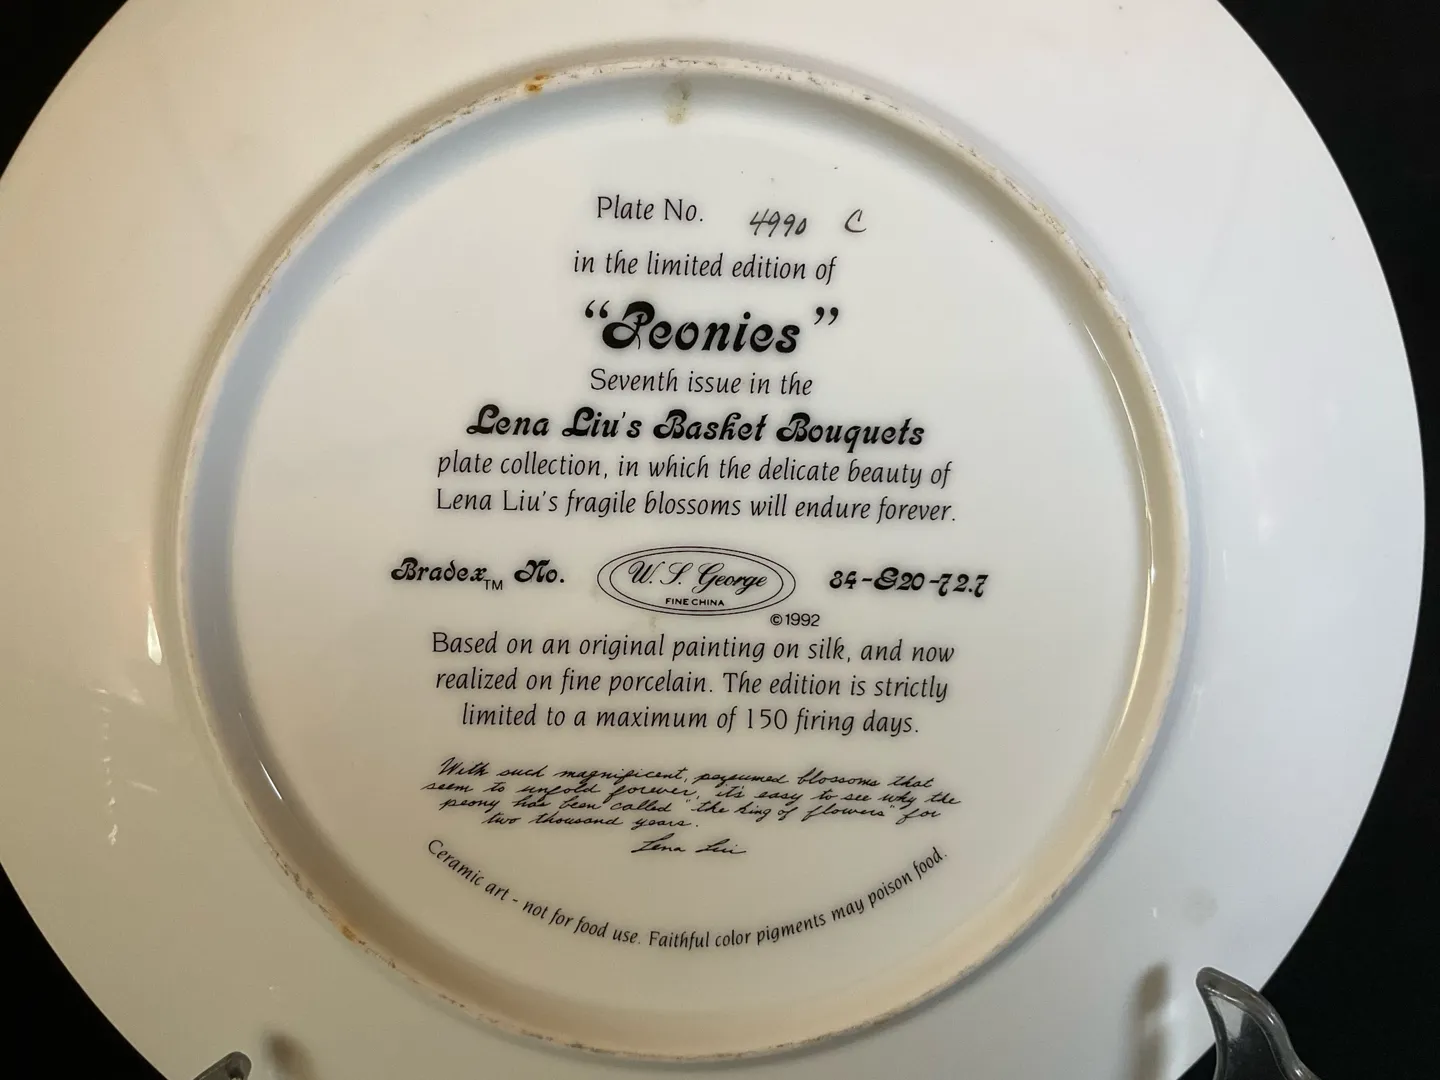 Plate No. 4990 C
in the limited edition of
“Peonies”
Seventh issue in the
Lena Liu's Basket Bouquets
plate collection, in which the delicate beauty of
Lena Liu's fragile blossoms will endure forever.
Bradex™ No. W. S. George 84-G20-72.7
FINE CHINA
©1992
Based on an original painting on silk, and now
realized on fine porcelain. The edition is strictly
limited to a maximum of 150 firing days.
With such magnificent, perfumed blossoms that
seem to unfold forever, it's easy to see why the
peony has been called "the king of flowers" for
two thousand years.
Lena Liu
Ceramic art - not for food use. Faithful color pigments may poison food.